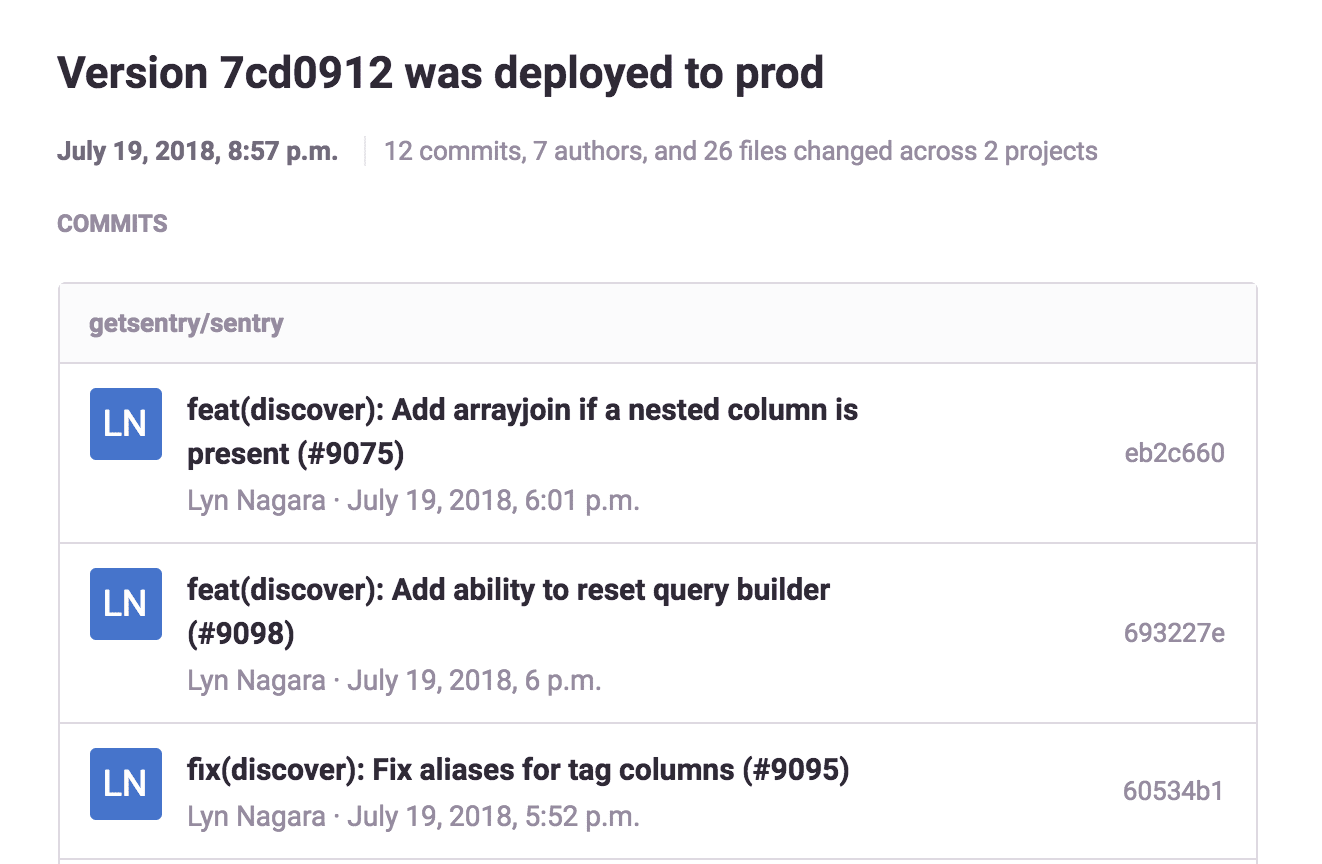 Version 7cd0912 was deployed to prod
July 19, 2018, 8:57 p.m.
12 commits, 7 authors, and 26 files changed across 2 projects
COMMITS
getsentry/sentry
LN
feat(discover): Add arrayjoin if a nested column is
present (#9075)
eb2c660
Lyn Nagara · July 19, 2018, 6:01 p.m.
LN
feat(discover): Add ability to reset query builder
(#9098)
693227e
Lyn Nagara · July 19, 2018, 6 p.m.
LN
fix(discover): Fix aliases for tag columns (#9095)
60534b1
Lyn Nagara · July 19, 2018, 5:52 p.m.